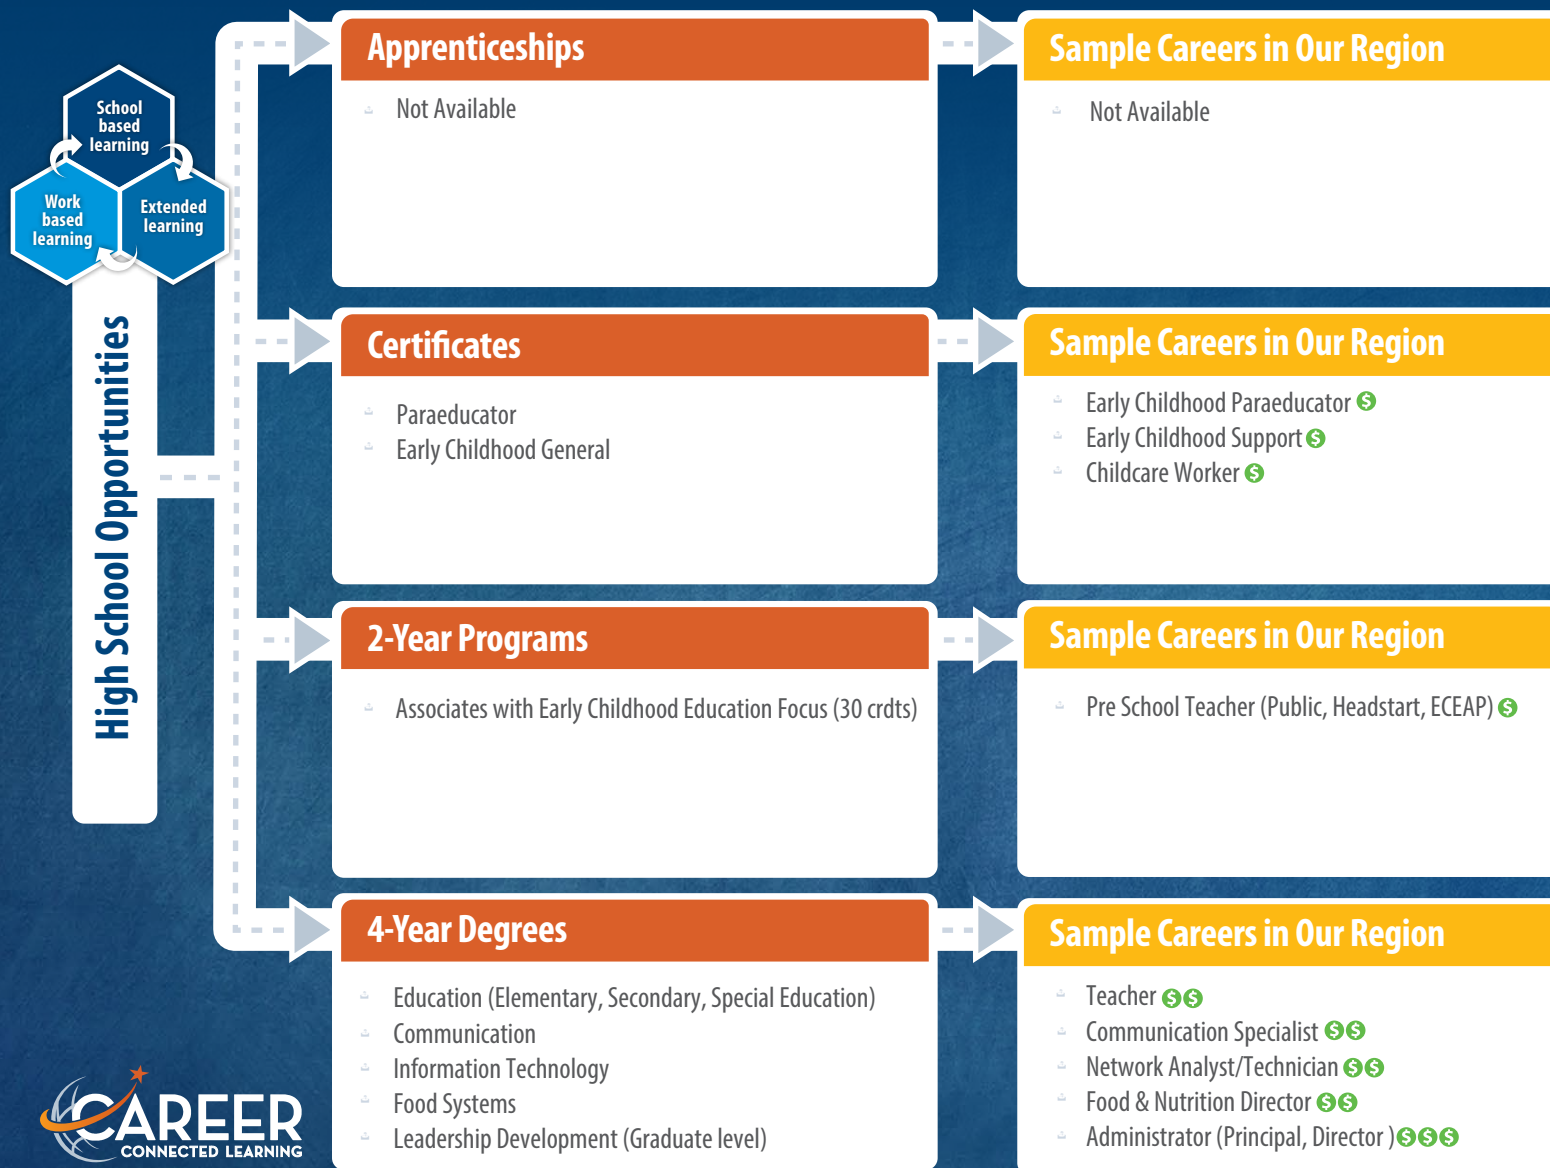 School
based
learning
Work
based
learning
Extended
learning
High School Opportunities
Apprenticeships
Not Available
Sample Careers in Our Region
Not Available
Certificates
Paraeducator
Early Childhood General
Sample Careers in Our Region
Early Childhood Paraeducator $
Early Childhood Support $
Childcare Worker $
2-Year Programs
Associates with Early Childhood Education Focus (30 crdts)
Sample Careers in Our Region
Pre School Teacher (Public, Headstart, ECEAP) $
4-Year Degrees
Education (Elementary, Secondary, Special Education)
Communication
Information Technology
Food Systems
Leadership Development (Graduate level)
Sample Careers in Our Region
Teacher $$
Communication Specialist $$
Network Analyst/Technician $$
Food & Nutrition Director $$
Administrator (Principal, Director )$$$
CAREER
CONNECTED LEARNING